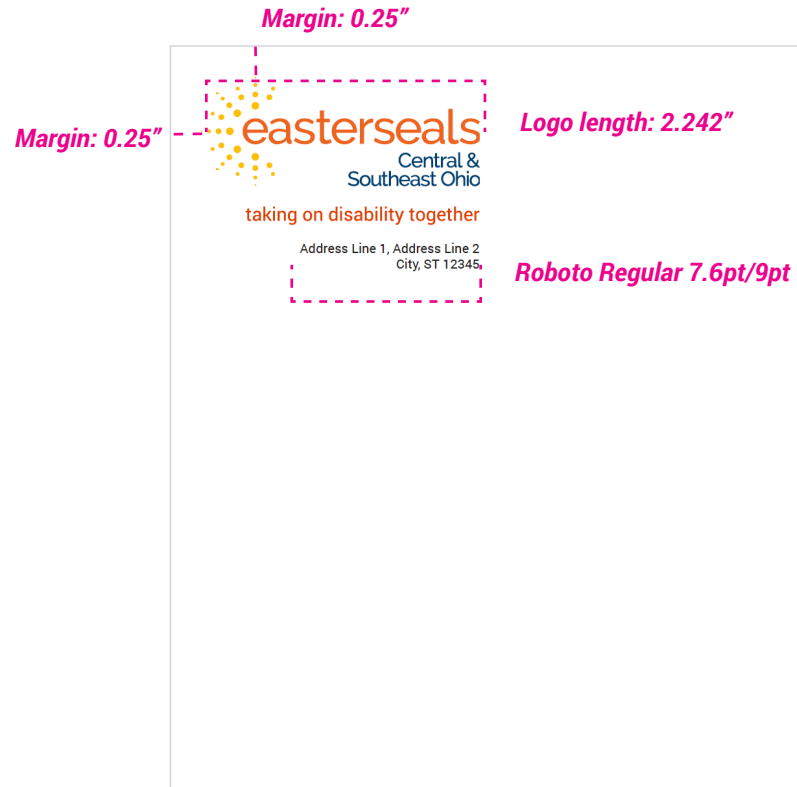 Margin: 0.25”
Margin: 0.25”
easterseals
Logo length: 2.242”
Central &
Southeast Ohio
taking on disability together
Address Line 1, Address Line 2
City, ST 12345
Roboto Regular 7.6pt/9pt